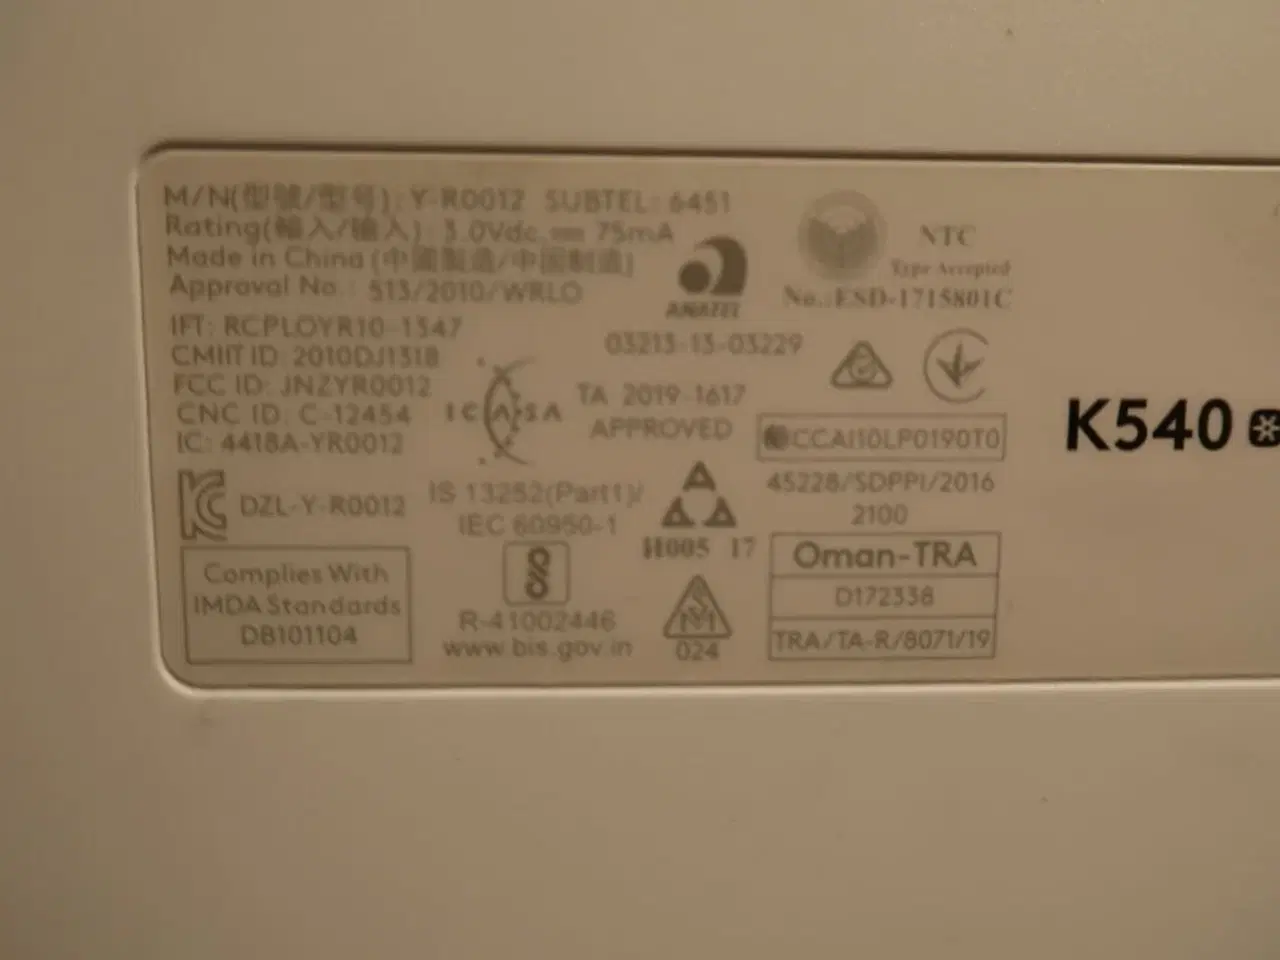 M/N(型號/型号): Y-R0012 SUBTEL: 6451
Rating(輸入/输入): 3.0Vdc 75mA
Made in China (中國製造/中国制造)
Approval No.: 513/2010/WRLO
IFT: RCPLOYR10-1347
CMIIT ID: 2010DJ1318
FCC ID: JNZYR0012
CNC ID: C-12454
IC: 4418A-YR0012
DZL-Y-R0012
Complies With
IMDA Standards
DB101104
ICASA
TA 2019-1617
APPROVED
IS 13252(Part1)/
IEC 60950-1
R-41002446
www.bis.gov.in
ANATEL
03213-13-03229
H005 17
024
NTC
Type Accepted
No.:ESD-1715801C
CCAI10LP0190T0
45228/SDPPI/2016
2100
Oman-TRA
D172338
TRA/TA-R/8071/19
K540